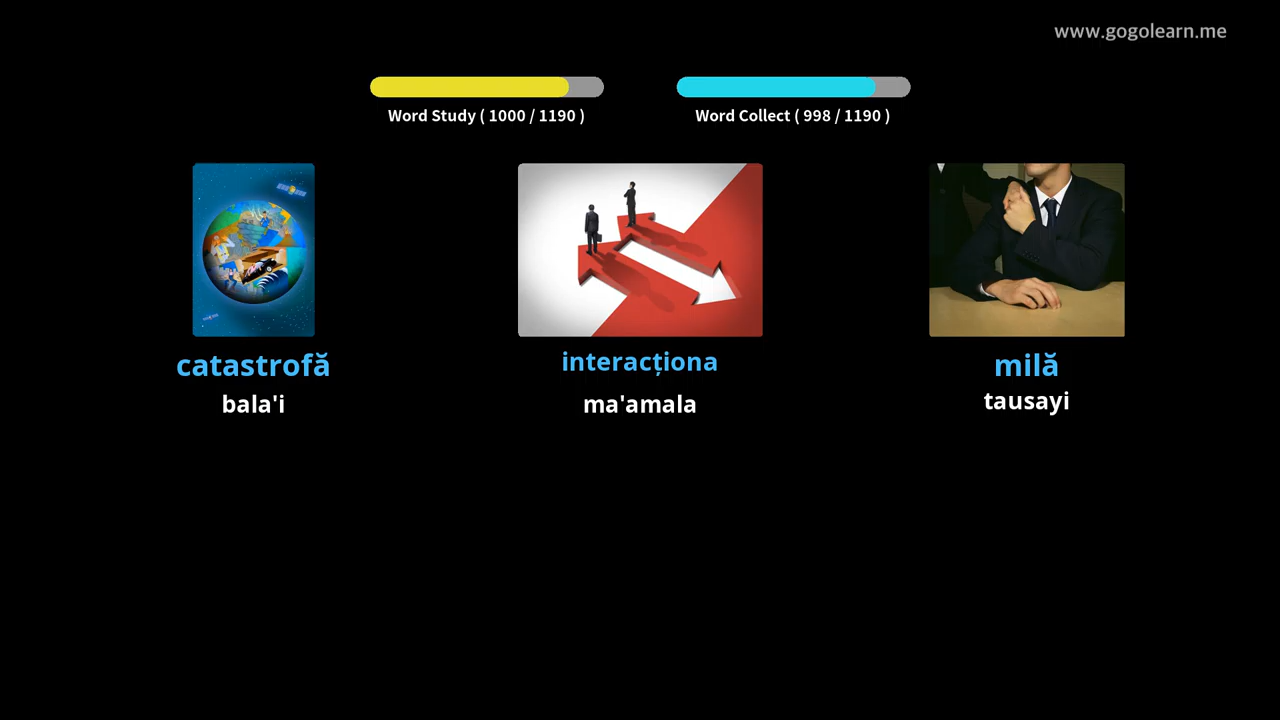 www.gogolearn.me
Word Study ( 1000 / 1190 )
Word Collect ( 998 / 1190 )
catastrofă
bala'i
interacționa
ma'amala
milă
tausayi